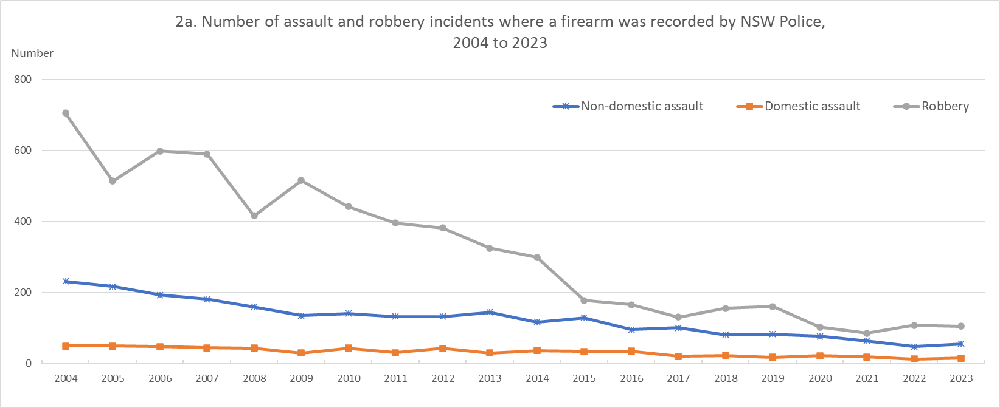 2a. Number of assault and robbery incidents where a firearm was recorded by NSW Police,
2004 to 2023
Number
800
Non-domestic assault Domestic assault Robbery
600
400
200
0
2004 2005 2006 2007 2008 2009 2010 2011 2012 2013 2014 2015 2016 2017 2018 2019 2020 2021 2022 2023